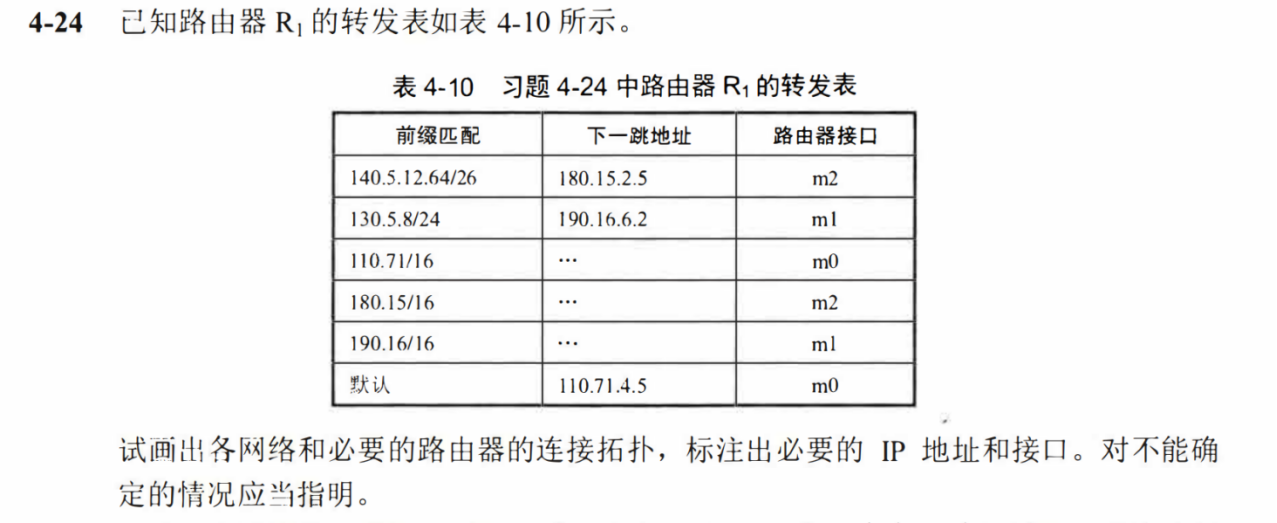 4-24 已知路由器 R₁ 的转发表如表 4-10 所示。
表 4-10 习题 4-24 中路由器 R₁ 的转发表
前缀匹配 下一跳地址 路由器接口
140.5.12.64/26 180.15.2.5 m2
130.5.8/24 190.16.6.2 m1
110.71/16 … m0
180.15/16 … m2
190.16/16 … m1
默认 110.71.4.5 m0
试画出各网络和必要的路由器的连接拓扑，标注出必要的 IP 地址和接口。对不能确
定的情况应当指明。